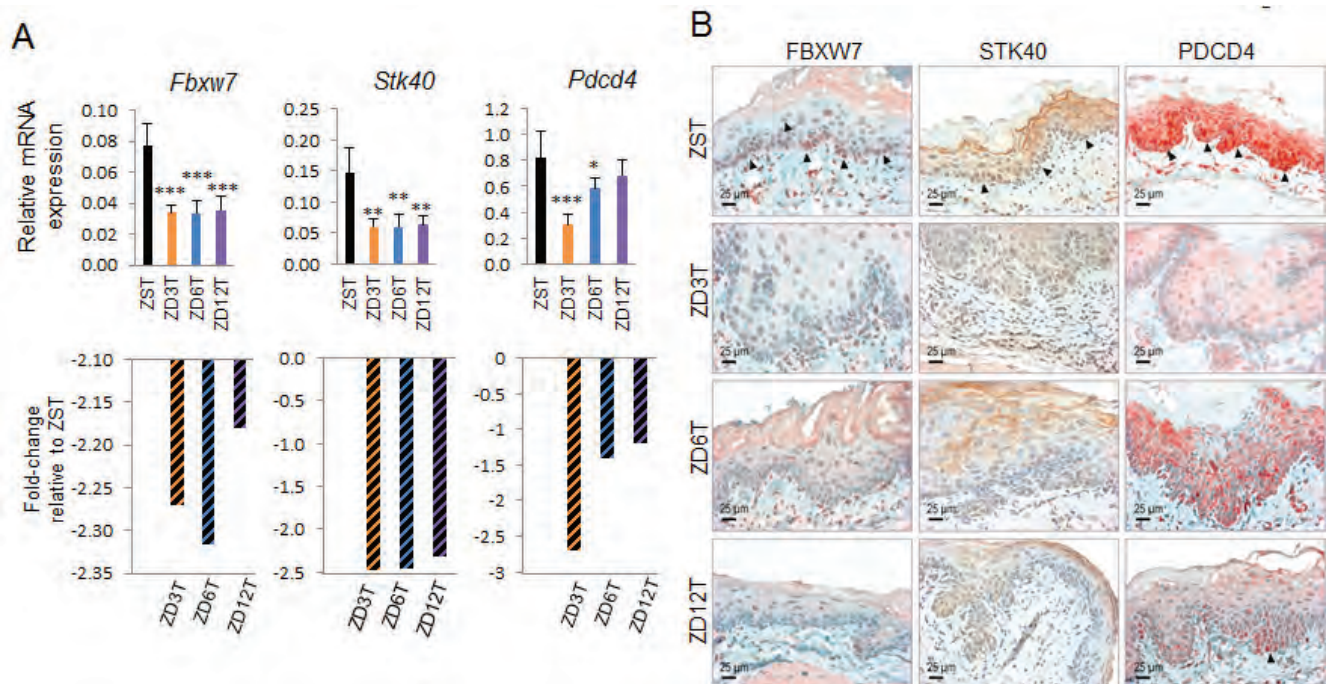 A
Fbxw7
Stk40
Pdcd4
Relative mRNA
expression
0.10
0.08
0.06
0.04
0.02
0.00
***
***
***
ZST
ZD3T
ZD6T
ZD12T
0.25
0.20
0.15
0.10
0.05
0.00
**
**
**
ZST
ZD3T
ZD6T
ZD12T
1.2
1.0
0.8
0.6
0.4
0.2
0.0
***
*
ZST
ZD3T
ZD6T
ZD12T
Fold-change
relative to ZST
-2.10
-2.15
-2.20
-2.25
-2.30
-2.35
ZD3T
ZD6T
ZD12T
0.0
-0.5
-1.0
-1.5
-2.0
-2.5
ZD3T
ZD6T
ZD12T
0
-0.5
-1
-1.5
-2
-2.5
-3
ZD3T
ZD6T
ZD12T
B
FBXW7 STK40 PDCD4
ZST
25 µm
25 µm
25 µm
ZD3T
25 µm
25 µm
25 µm
ZD6T
25 µm
25 µm
25 µm
ZD12T
25 µm
25 µm
25 µm